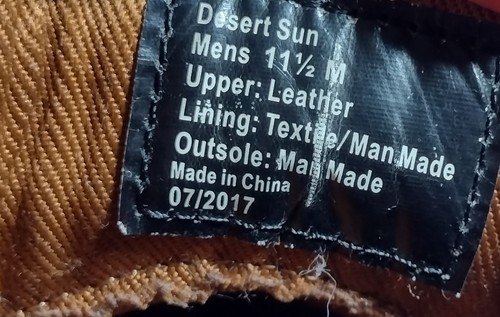 Desert Sun
Mens 11½ M
Upper: Leather
Lining: Textile/Man Made
Outsole: Man Made
Made in China
07/2017